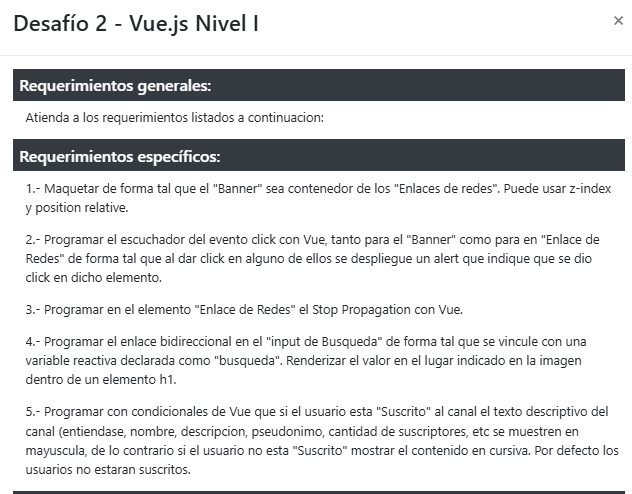 Desafío 2 - Vue.js Nivel I
×
Requerimientos generales:
Atienda a los requerimientos listados a continuacion:
Requerimientos específicos:
1.- Maquetar de forma tal que el "Banner" sea contenedor de los "Enlaces de redes". Puede usar z-index
y position relative.
2.- Programar el escuchador del evento click con Vue, tanto para el "Banner" como para en "Enlace de
Redes" de forma tal que al dar click en alguno de ellos se despliegue un alert que indique que se dio
click en dicho elemento.
3.- Programar en el elemento "Enlace de Redes" el Stop Propagation con Vue.
4.- Programar el enlace bidireccional en el "input de Busqueda" de forma tal que se vincule con una
variable reactiva declarada como "busqueda". Renderizar el valor en el lugar indicado en la imagen
dentro de un elemento h1.
5.- Programar con condicionales de Vue que si el usuario esta "Suscrito" al canal el texto descriptivo del
canal (entiendase, nombre, descripcion, pseudonimo, cantidad de suscriptores, etc se muestren en
mayuscula, de lo contrario si el usuario no esta "Suscrito" mostrar el contenido en cursiva. Por defecto los
usuarios no estaran suscritos.